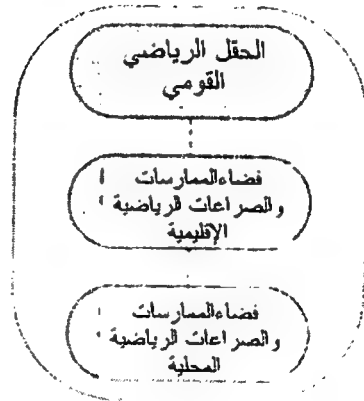 الحقل الرياضي
القومي
فضاءالممارسات
والصراعات الرياضية
الإقليمية
فضاءالممارسات
والصراعات الرياضية
المحلية